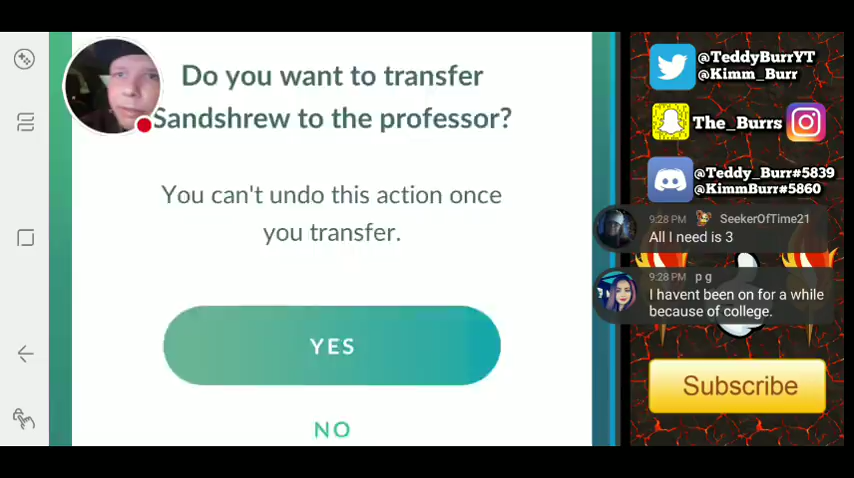 Do you want to transfer
Sandshrew to the professor?
You can't undo this action once
you transfer.
YES
NO
@TeddyBurrYT
@Kimm_Burr
The_Burrs
@Teddy_Burr#5839
@KimmBurr#5860
9:28 PM SeekerOfTime21
All I need is 3
9:28 PM p g
I havent been on for a while
because of college.
Subscribe